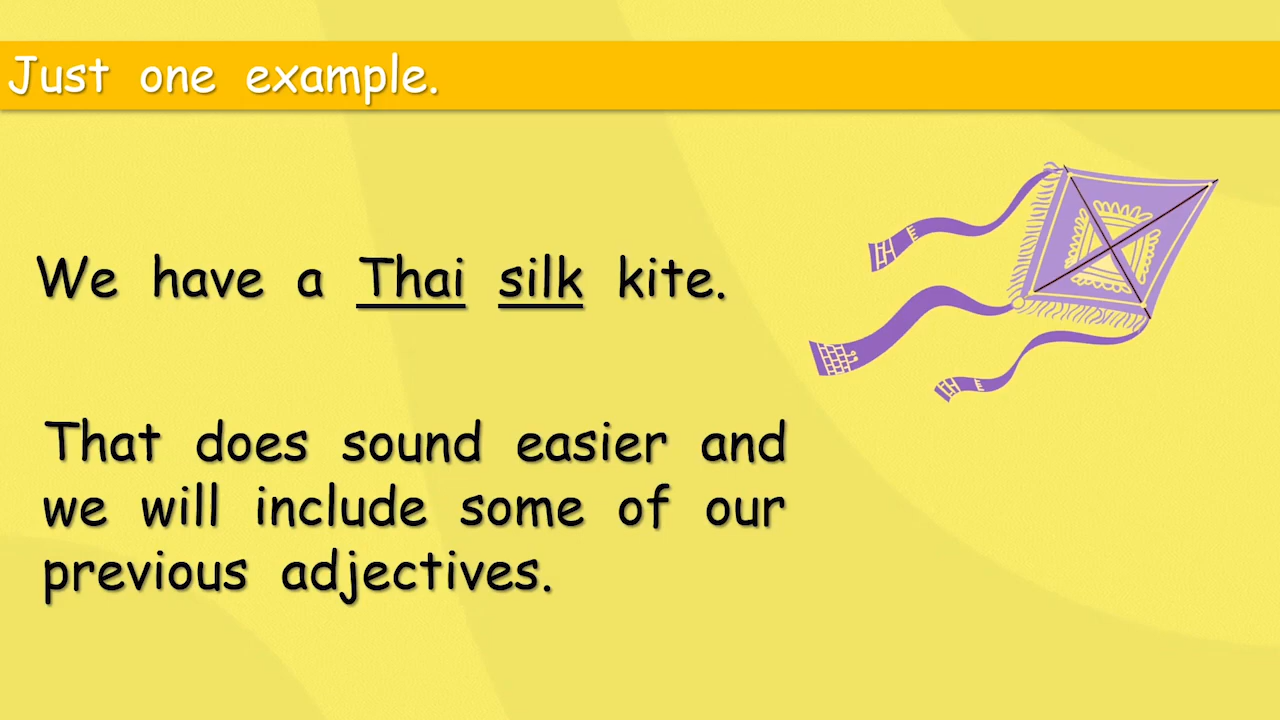 Just one example.
We have a Thai silk kite.
That does sound easier and
we will include some of our
previous adjectives.